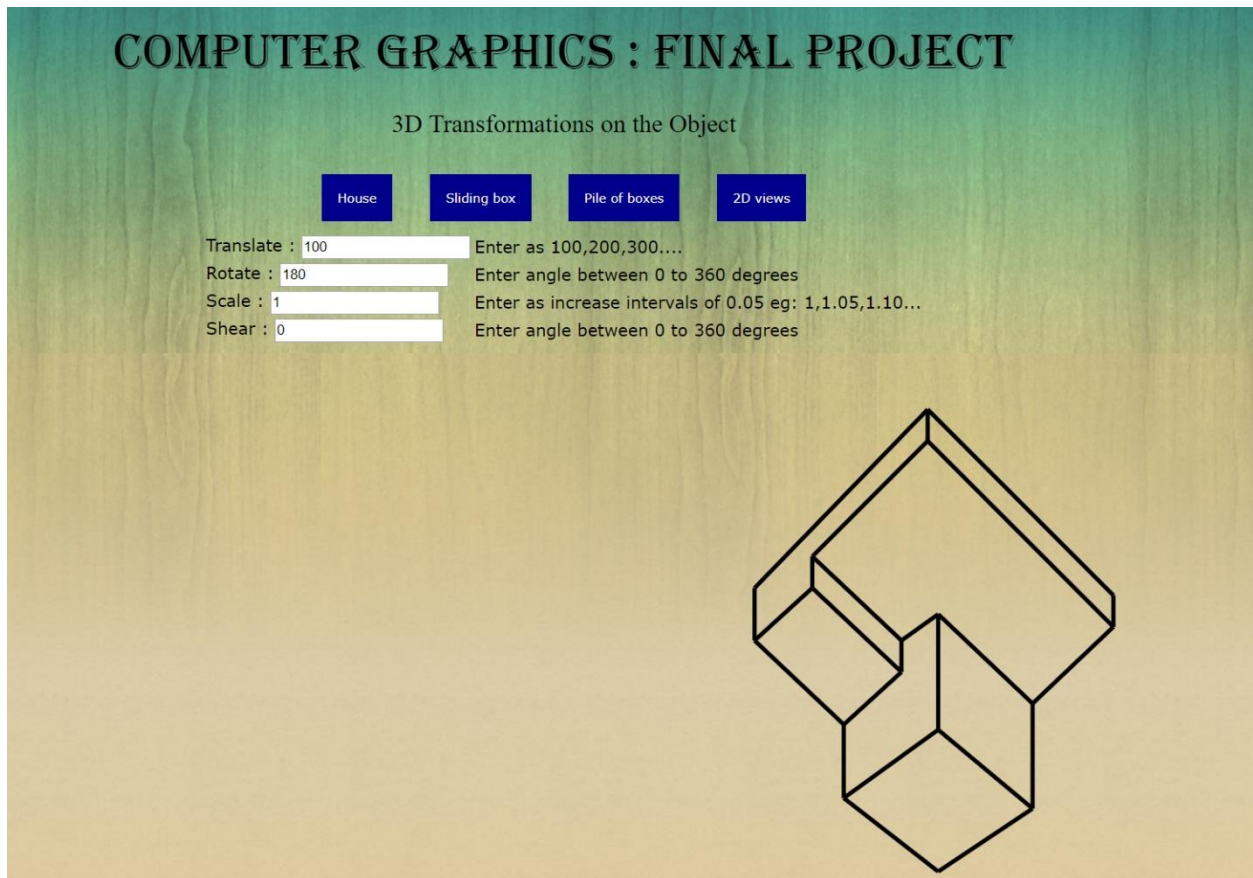 COMPUTER GRAPHICS : FINAL PROJECT
3D Transformations on the Object
House Sliding box Pile of boxes 2D views
Translate : 100 Enter as 100,200,300....
Rotate : 180 Enter angle between 0 to 360 degrees
Scale : 1 Enter as increase intervals of 0.05 eg: 1,1.05,1.10...
Shear : 0 Enter angle between 0 to 360 degrees